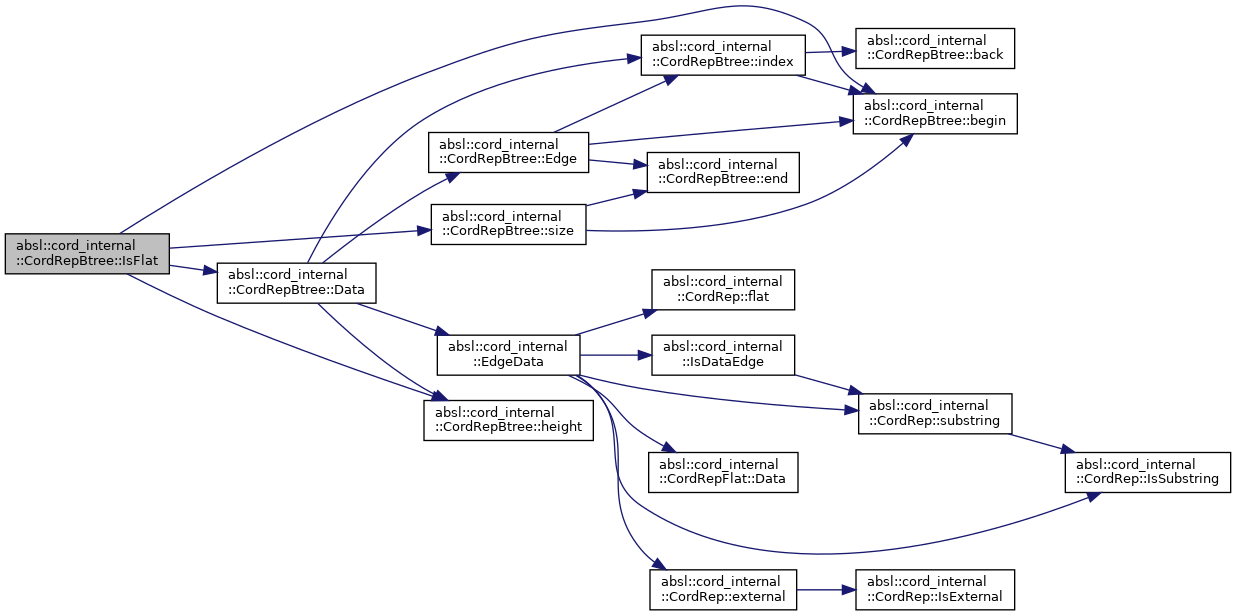 absl::cord_internal
::CordRepBtree::IsFlat
absl::cord_internal
::CordRepBtree::Data
absl::cord_internal
::CordRepBtree::Edge
absl::cord_internal
::CordRepBtree::size
absl::cord_internal
::EdgeData
absl::cord_internal
::CordRepBtree::height
absl::cord_internal
::CordRepBtree::index
absl::cord_internal
::CordRepBtree::end
absl::cord_internal
::CordRep::flat
absl::cord_internal
::IsDataEdge
absl::cord_internal
::CordRepFlat::Data
absl::cord_internal
::CordRep::external
absl::cord_internal
::CordRepBtree::back
absl::cord_internal
::CordRepBtree::begin
absl::cord_internal
::CordRep::substring
absl::cord_internal
::CordRep::IsExternal
absl::cord_internal
::CordRep::IsSubstring